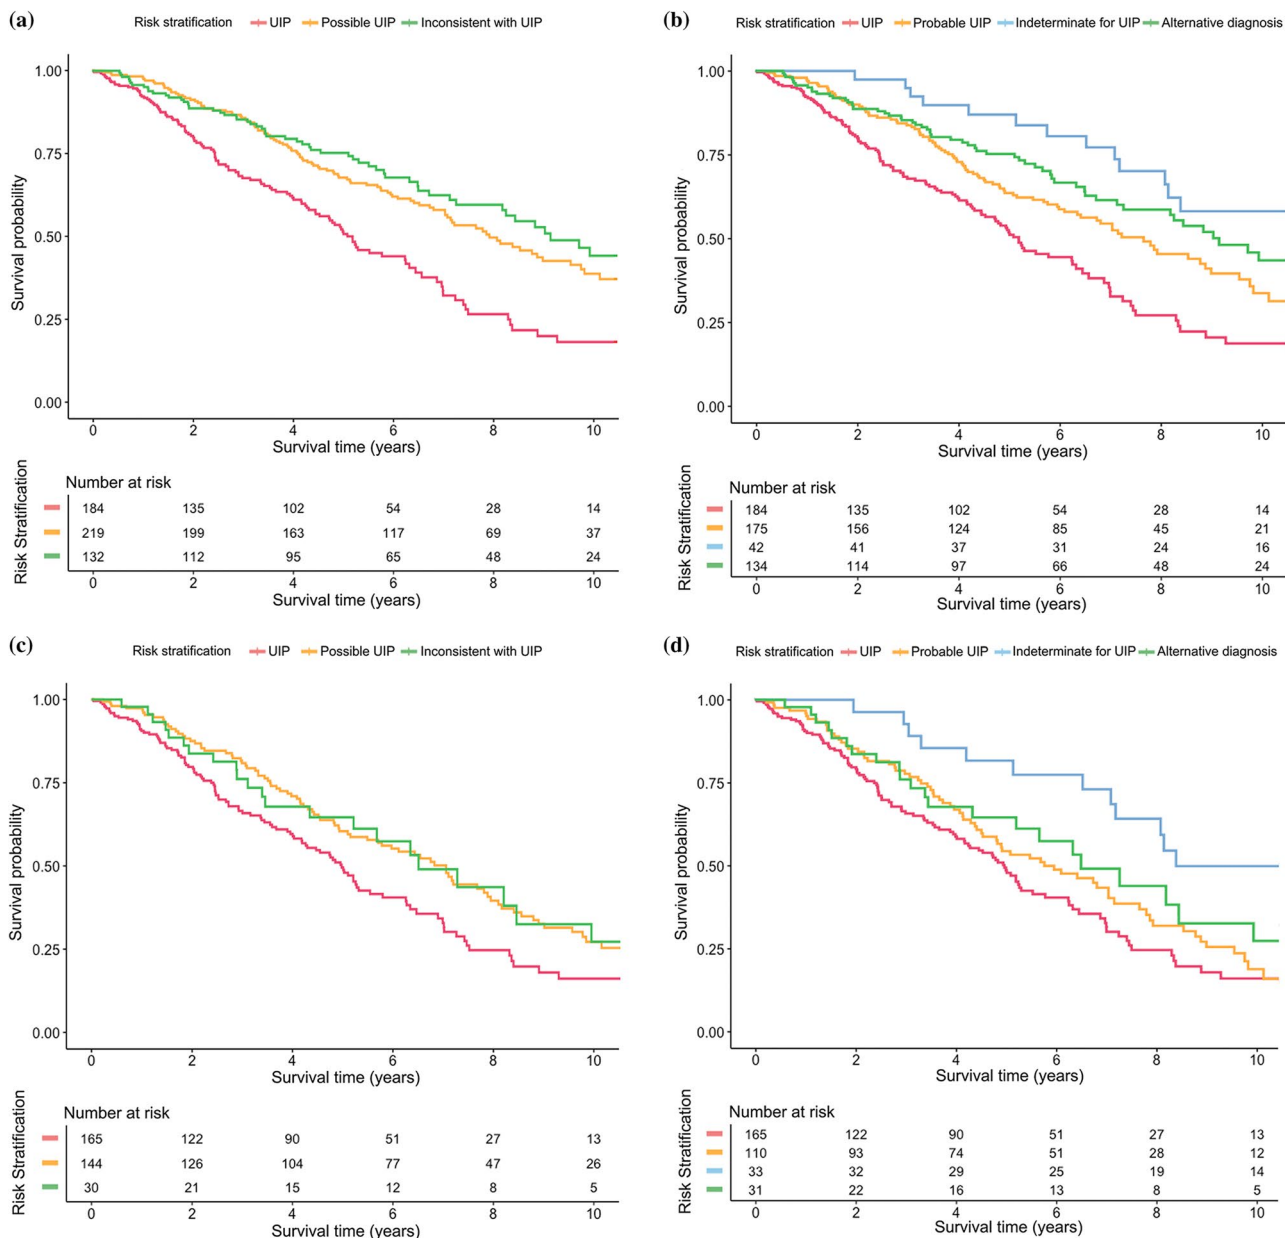 (a)
Risk stratification UIP Possible UIP Inconsistent with UIP
1.00
0.75
0.50
0.25
0.00
Survival probability
0 2 4 6 8 10
Survival time (years)
Risk Stratification
Number at risk
184 135 102 54 28 14
219 199 163 117 69 37
132 112 95 65 48 24
0 2 4 6 8 10
Survival time (years)
(b)
Risk stratification UIP Probable UIP Indeterminate for UIP Alternative diagnosis
1.00
0.75
0.50
0.25
0.00
Survival probability
0 2 4 6 8 10
Survival time (years)
Risk Stratification
Number at risk
184 135 102 54 28 14
175 156 124 85 45 21
42 41 37 31 24 16
134 114 97 66 48 24
0 2 4 6 8 10
Survival time (years)
(c)
Risk stratification UIP Possible UIP Inconsistent with UIP
1.00
0.75
0.50
0.25
0.00
Survival probability
0 2 4 6 8 10
Survival time (years)
Risk Stratification
Number at risk
165 122 90 51 27 13
144 126 104 77 47 26
30 21 15 12 8 5
0 2 4 6 8 10
Survival time (years)
(d)
Risk stratification UIP Probable UIP Indeterminate for UIP Alternative diagnosis
1.00
0.75
0.50
0.25
0.00
Survival probability
0 2 4 6 8 10
Survival time (years)
Risk Stratification
Number at risk
165 122 90 51 27 13
110 93 74 51 28 12
33 32 29 25 19 14
31 22 16 13 8 5
0 2 4 6 8 10
Survival time (years)